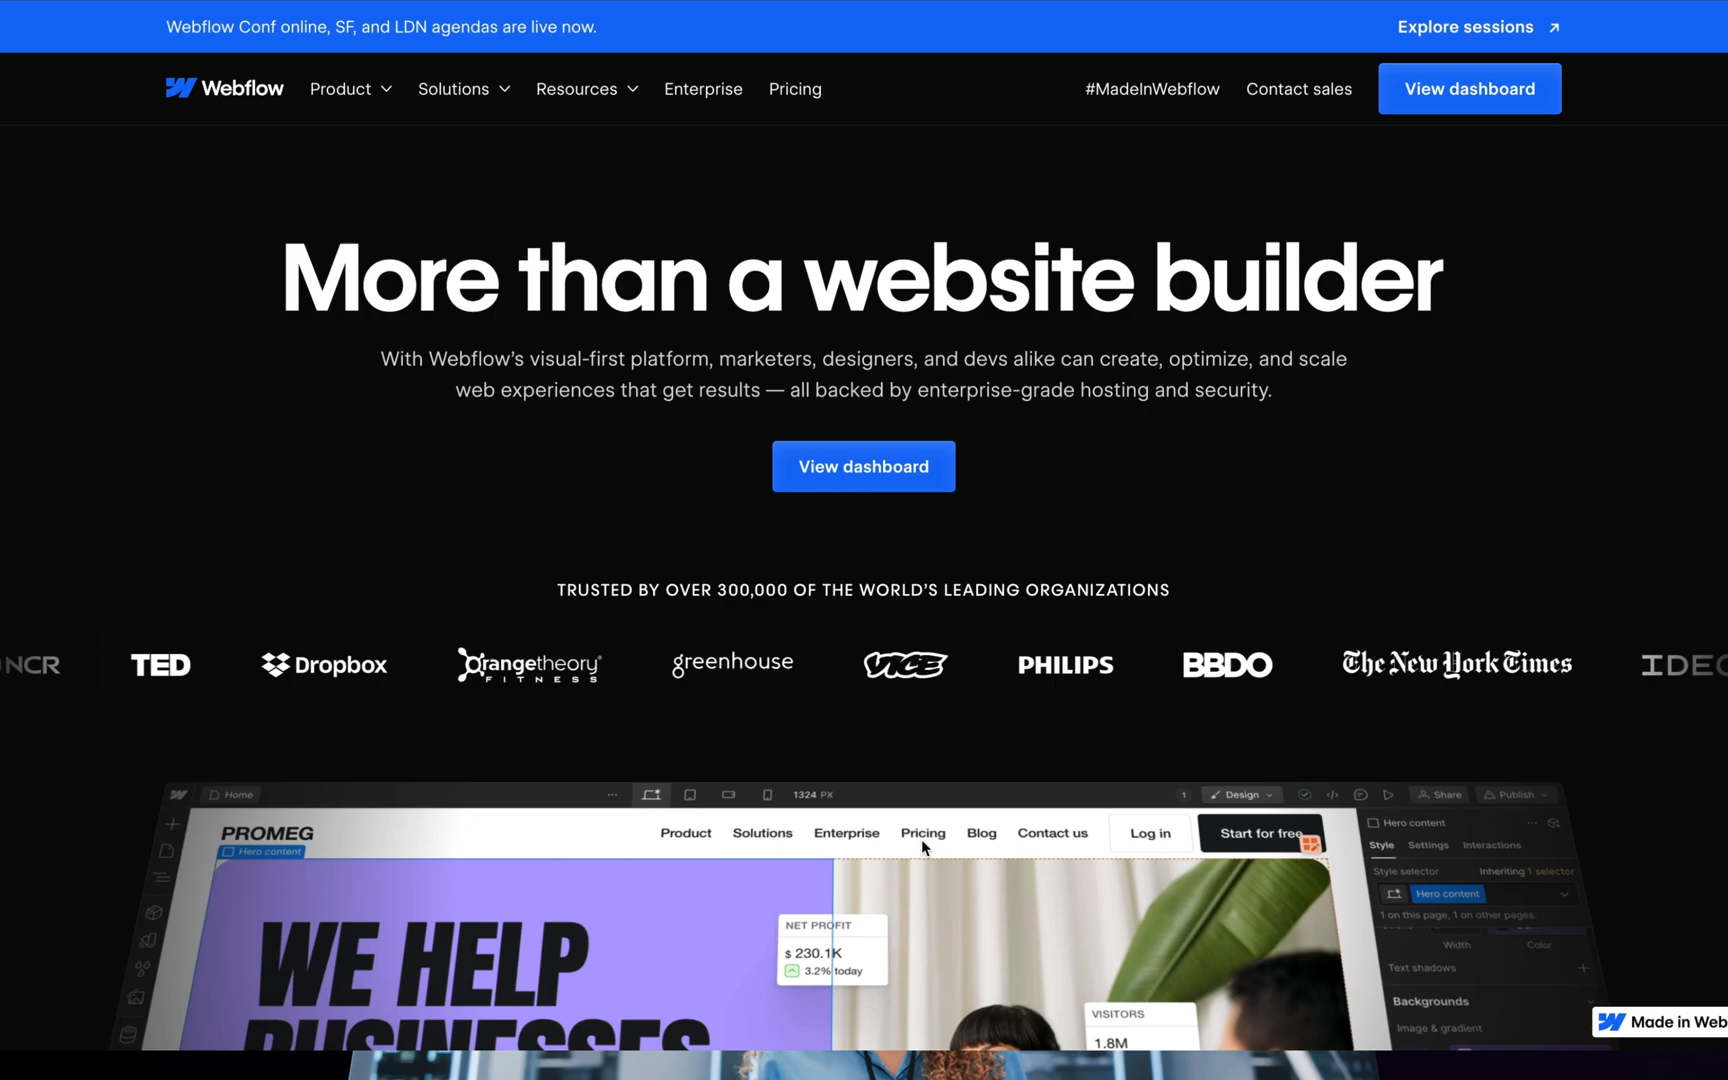 Webflow Conf online, SF, and LDN agendas are live now.
Explore sessions
Webflow
Product
Solutions
Resources
Enterprise
Pricing
#MadeInWebflow
Contact sales
View dashboard
More than a website builder
With Webflow's visual-first platform, marketers, designers, and devs alike can create, optimize, and scale
web experiences that get results — all backed by enterprise-grade hosting and security.
View dashboard
TRUSTED BY OVER 300,000 OF THE WORLD'S LEADING ORGANIZATIONS
NCR
TED
Dropbox
Orangetheory FITNESS
greenhouse
VICE
PHILIPS
BBDO
The New York Times
IDEO
Home
1324 PX
1
Design
Share
Publish
PROMEG
Product
Solutions
Enterprise
Pricing
Blog
Contact us
Log in
Start for free
Hero content
WE HELP
BUSINESSES
NET PROFIT
$ 230.1K
3.2% today
VISITORS
1.8M
Hero content
Style
Settings
Interactions
Style selector
Inheriting 1 selector
Hero content
1 on this page, 1 on other pages.
Width
Color
Text shadows
Backgrounds
Image & gradient
Made in Web